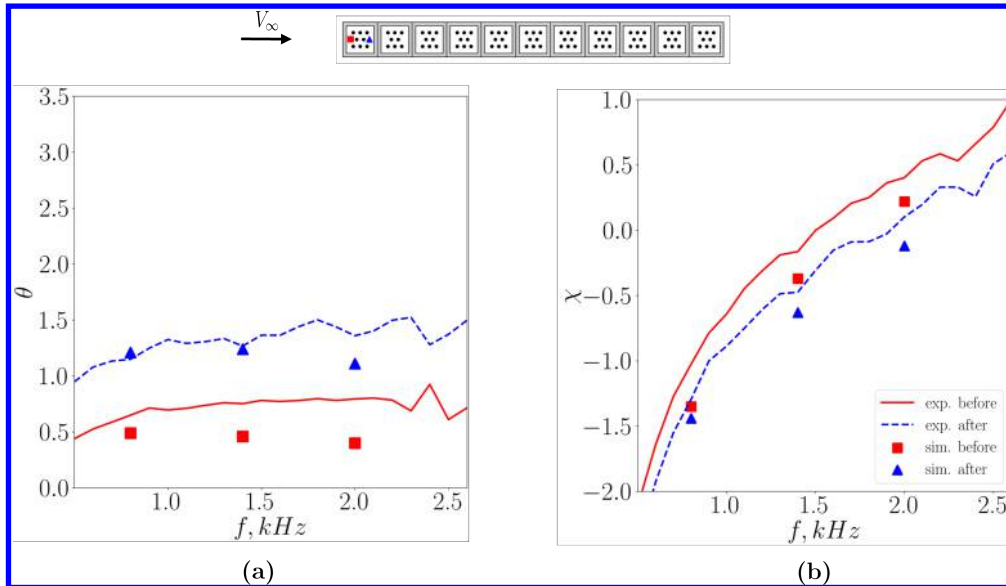 V∞
3.5
3.0
2.5
2.0
1.5
1.0
0.5
0.0
θ
1.0
1.5
2.0
2.5
f, kHz
(a)
1.0
0.5
0.0
−0.5
−1.0
−1.5
−2.0
χ
1.0
1.5
2.0
2.5
f, kHz
exp. before
exp. after
sim. before
sim. after
(b)